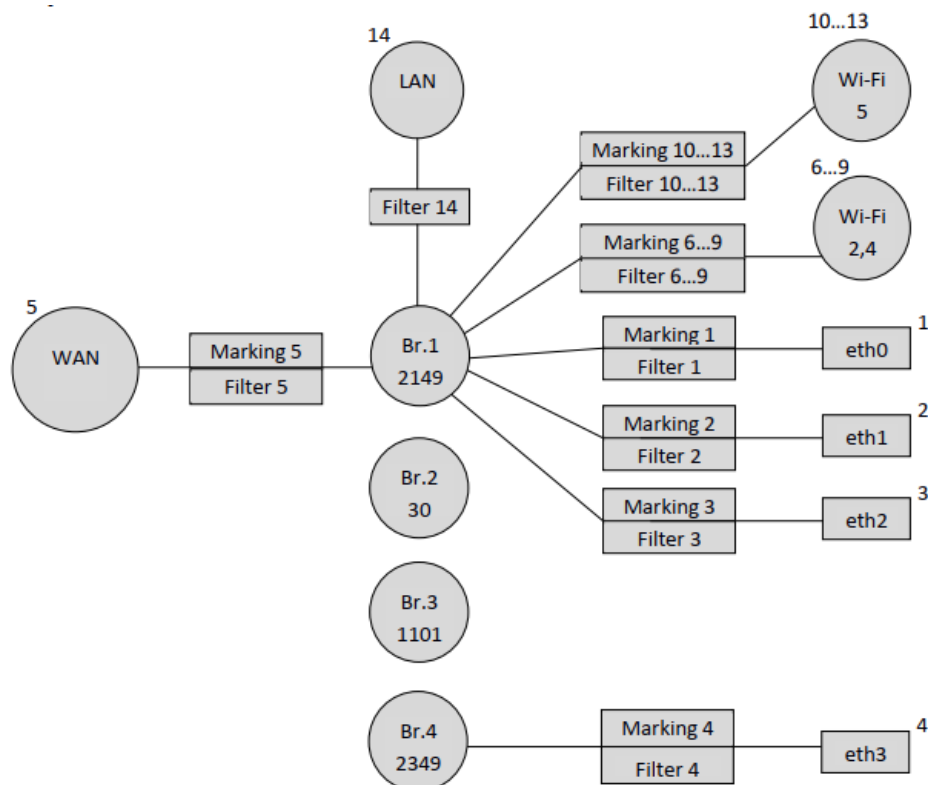 14
LAN
Filter 14
10...13
Wi-Fi
5
Marking 10...13
Filter 10...13
6...9
Wi-Fi
2,4
Marking 6...9
Filter 6...9
5
WAN
Marking 5
Filter 5
Br.1
2149
Marking 1
Filter 1
1
eth0
Marking 2
Filter 2
2
eth1
Marking 3
Filter 3
3
eth2
Br.2
30
Br.3
1101
Br.4
2349
Marking 4
Filter 4
4
eth3